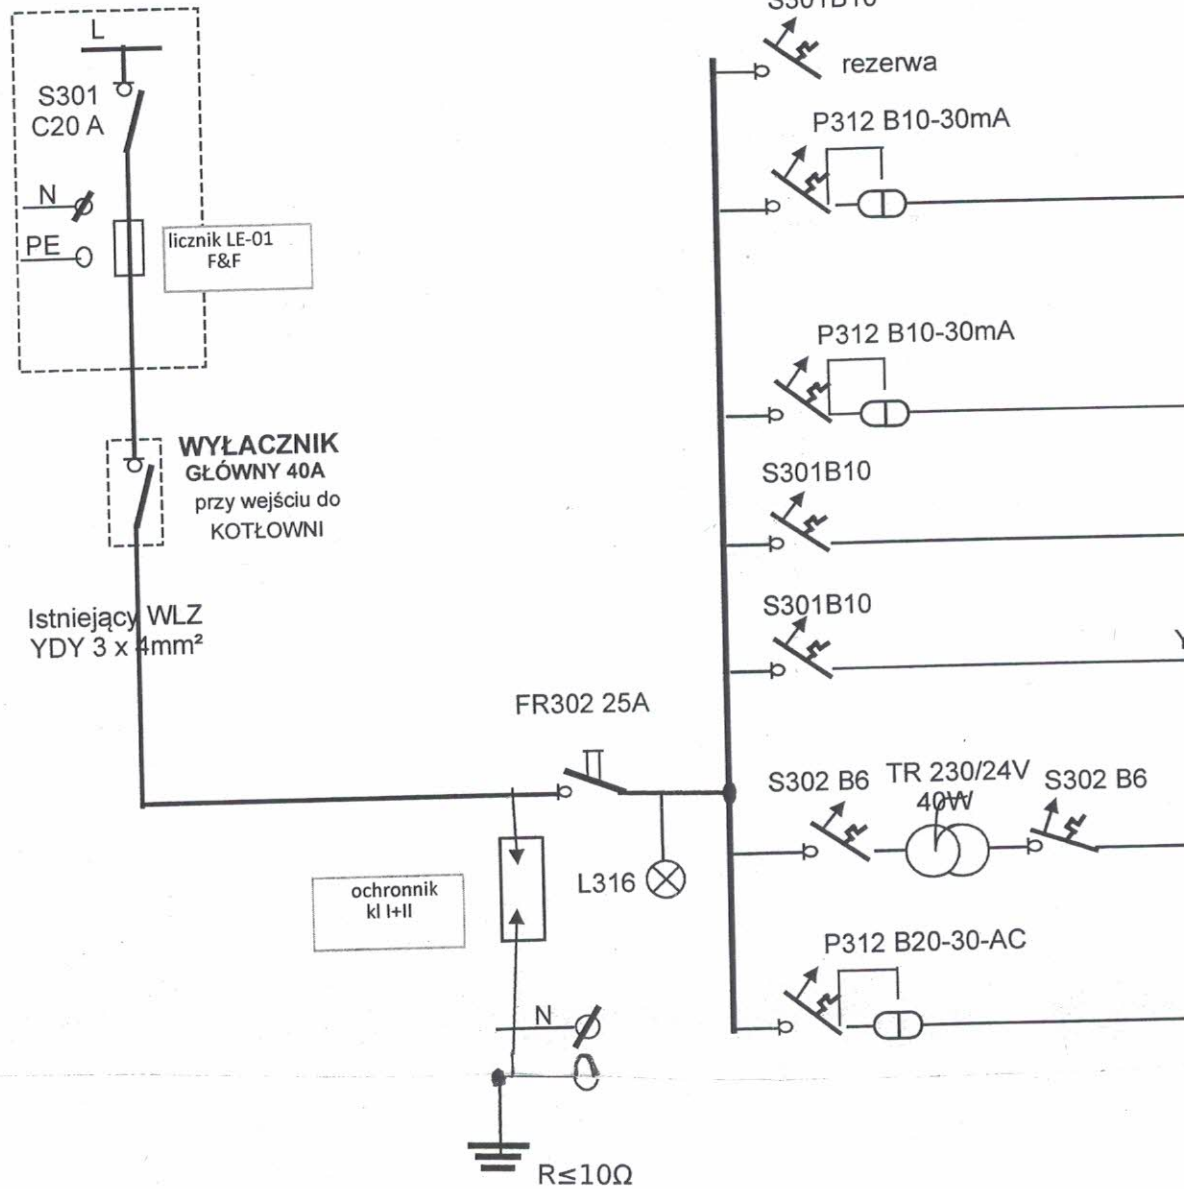 L
S301
C20 A
N
PE
licznik LE-01
F&F
WYŁACZNIK
GŁÓWNY 40A
przy wejściu do
KOTŁOWNI
Istniejący WLZ
YDY 3 x 4mm²
FR302 25A
L316
ochronnik
kl I+II
N
R≤10Ω
S301B10
rezerwa
P312 B10-30mA
P312 B10-30mA
S301B10
S301B10
Y
S302 B6
TR 230/24V
40W
S302 B6
P312 B20-30-AC